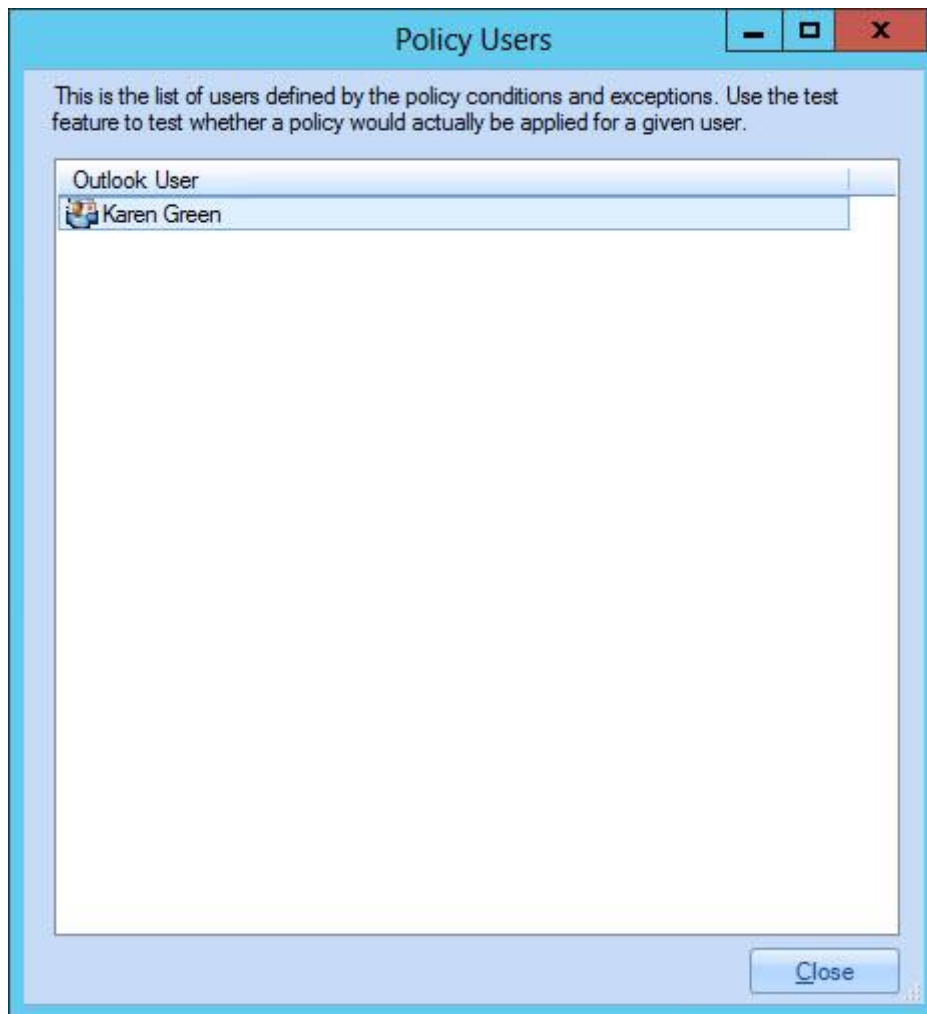 Policy Users
This is the list of users defined by the policy conditions and exceptions. Use the test
feature to test whether a policy would actually be applied for a given user.
Outlook User
Karen Green
Close